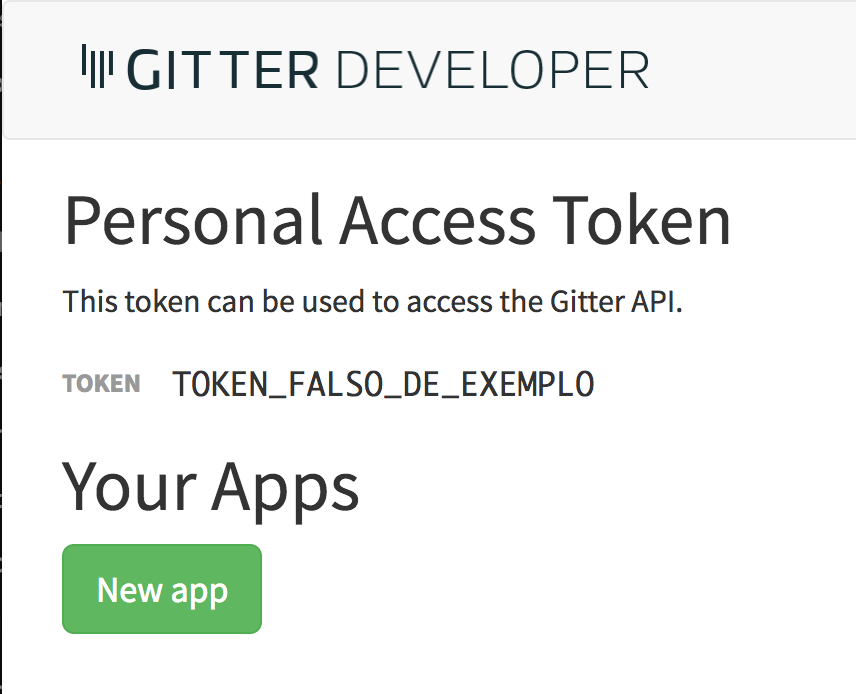 GITTER DEVELOPER
Personal Access Token
This token can be used to access the Gitter API.
TOKEN TOKEN_FALSO_DE_EXEMPLO
Your Apps
New app